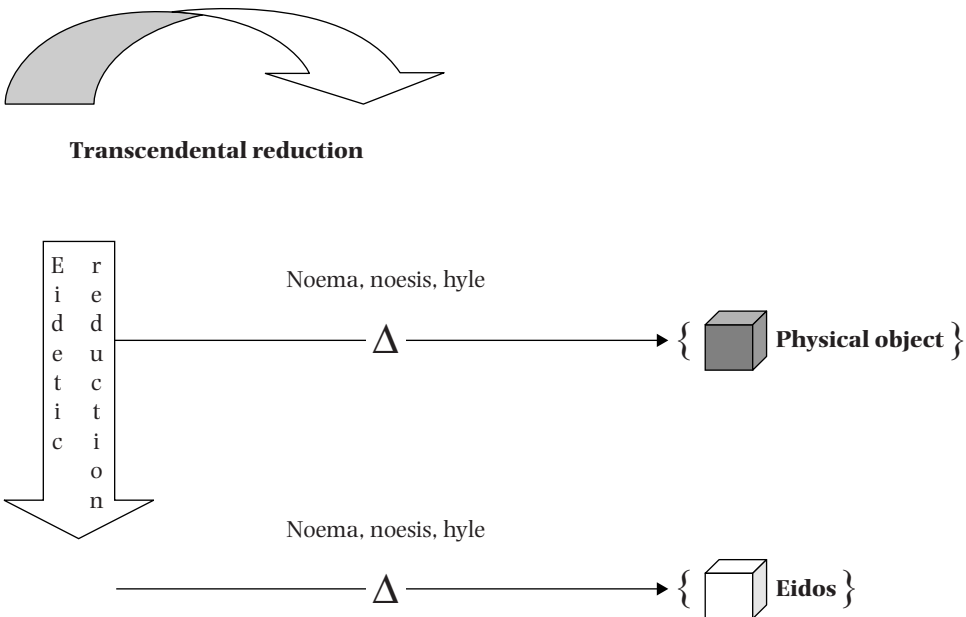 Transcendental reduction
Eidetic
reduction
Noema, noesis, hyle
Δ
{ Physical object }
Noema, noesis, hyle
Δ
{ Eidos }